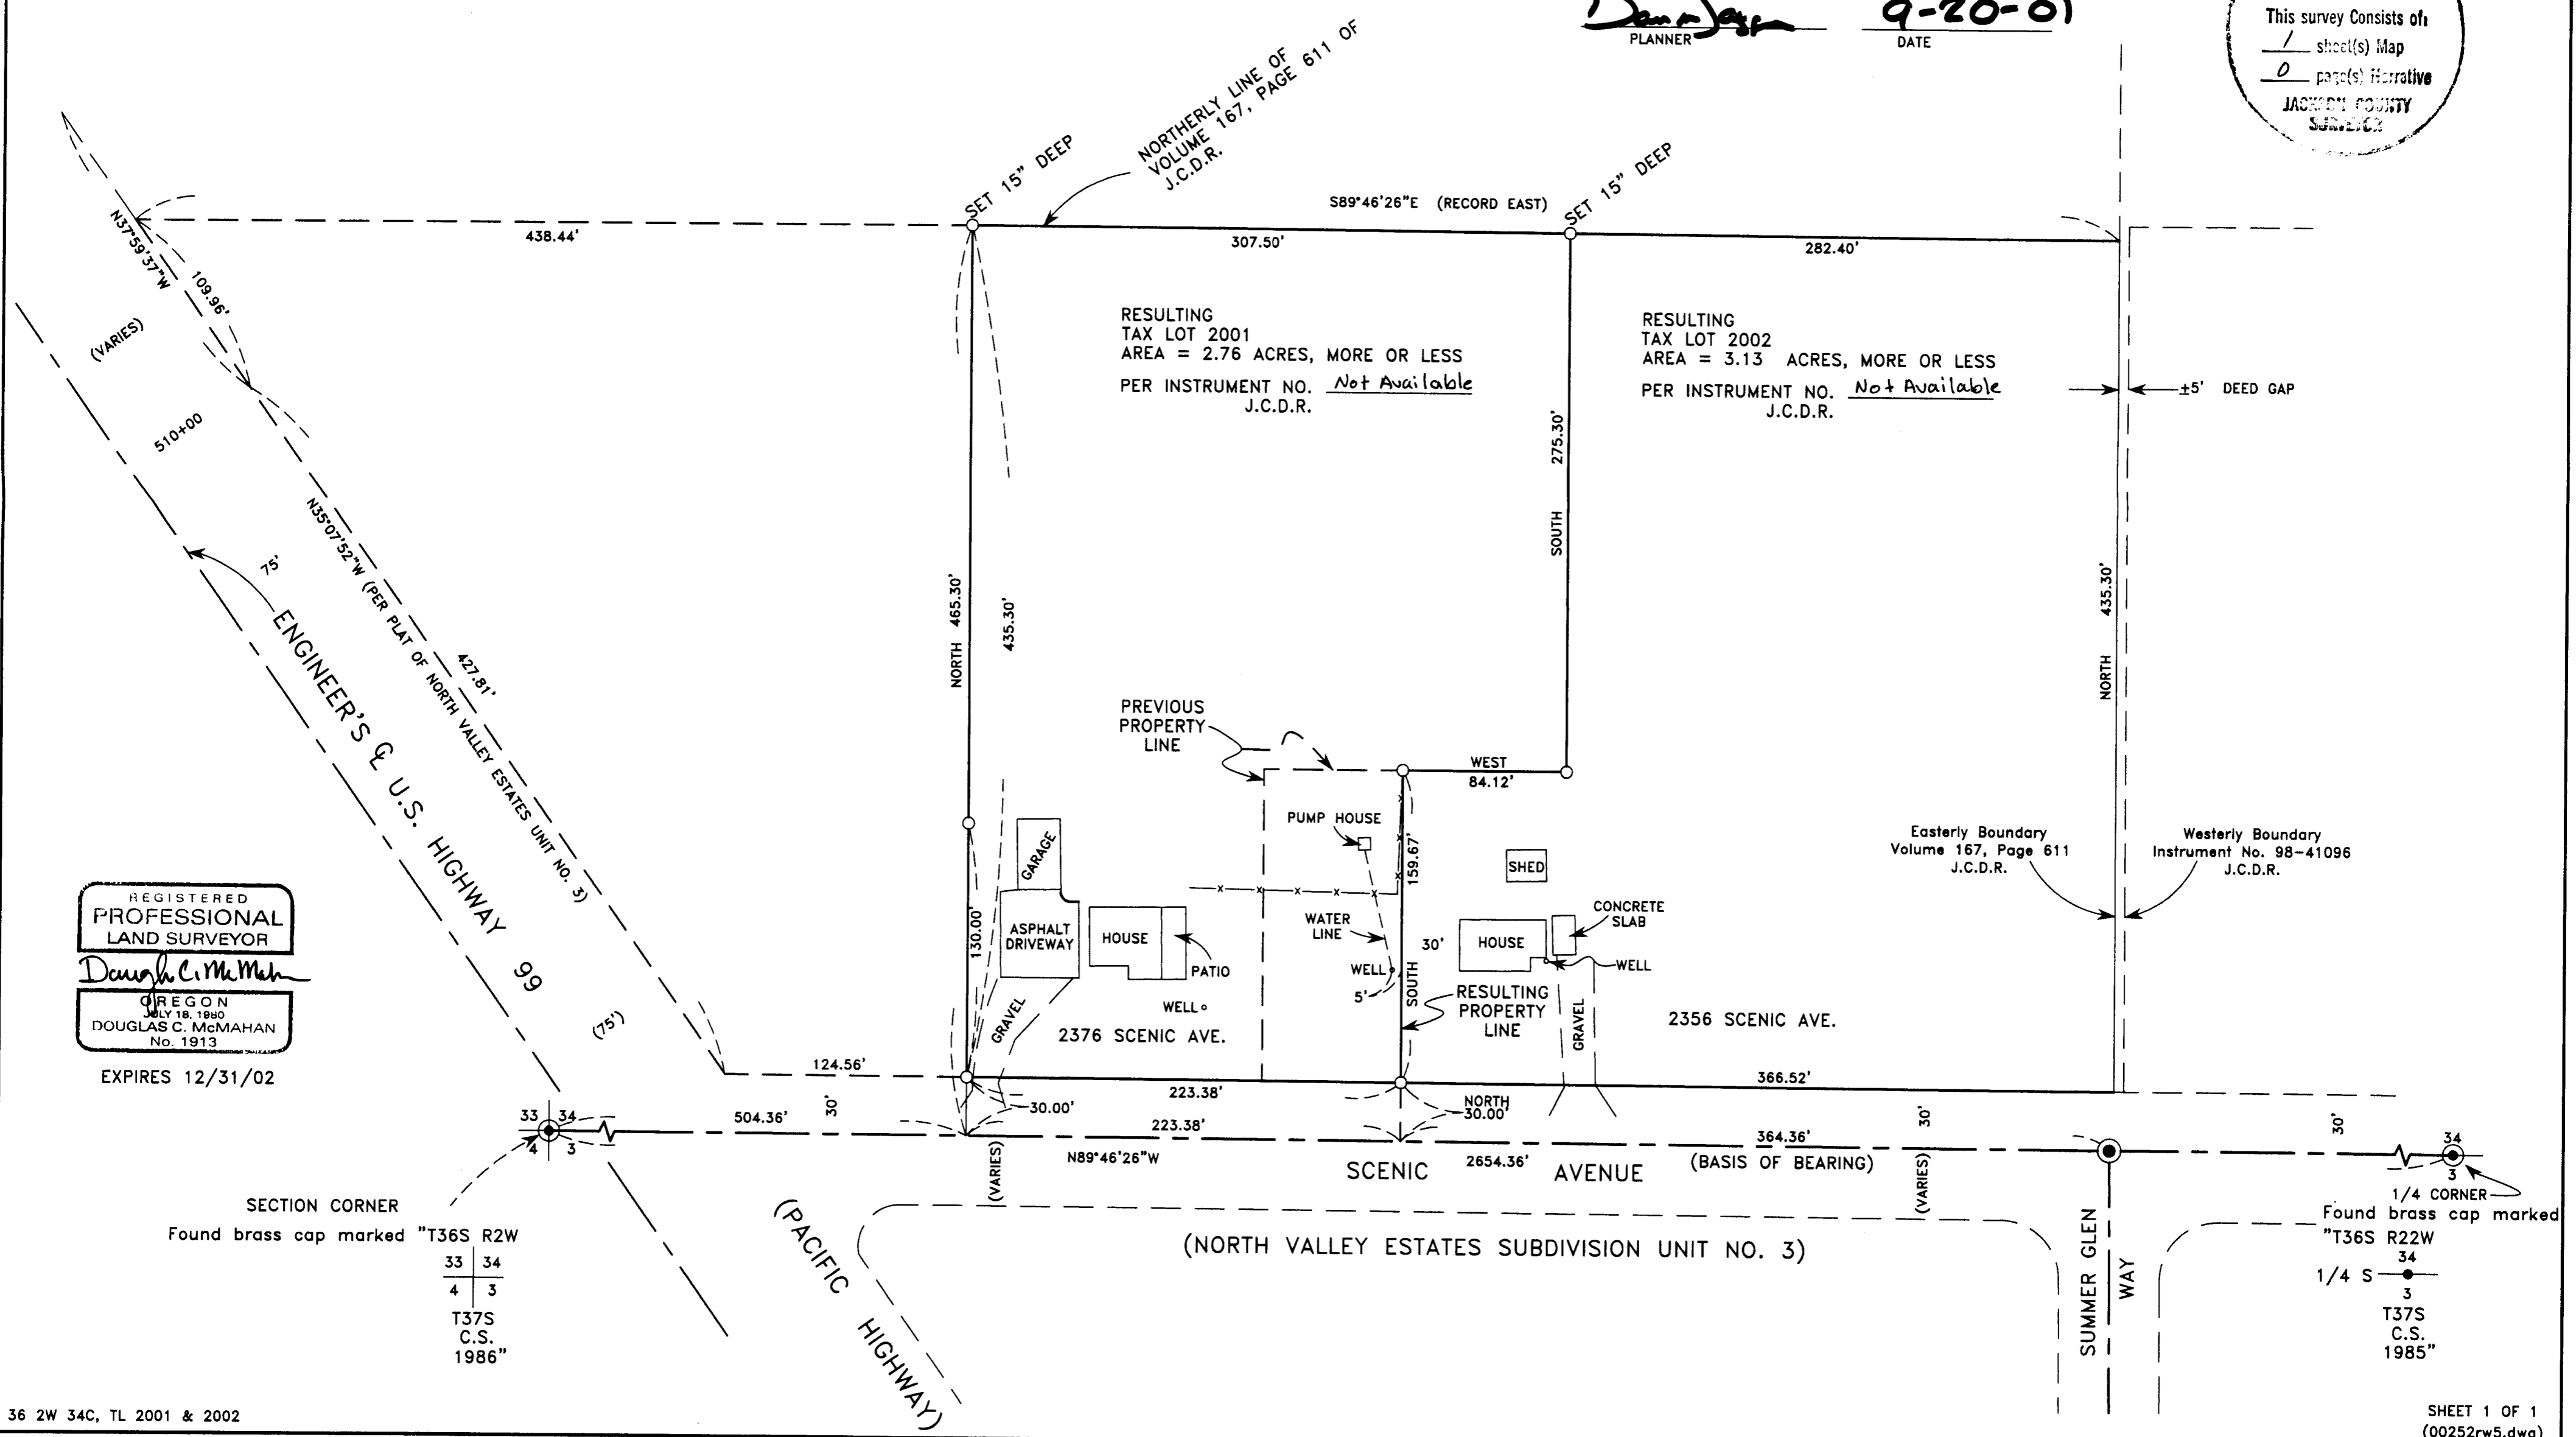 PLANNER
9-20-01
DATE
This survey Consists of:
1 sheet(s) Map
0 page(s) Narrative
JACKSON COUNTY
SURVEYOR
NORTHERLY LINE OF
VOLUME 167, PAGE 611 OF
J.C.D.R.
SET 15" DEEP
SET 15" DEEP
S89°46'26"E (RECORD EAST)
438.44'
307.50'
282.40'
N37°59'37"W
109.96'
(VARIES)
510+00
RESULTING
TAX LOT 2001
AREA = 2.76 ACRES, MORE OR LESS
PER INSTRUMENT NO. Not Available
J.C.D.R.
RESULTING
TAX LOT 2002
AREA = 3.13 ACRES, MORE OR LESS
PER INSTRUMENT NO. Not Available
J.C.D.R.
±5' DEED GAP
SOUTH 275.30'
NORTH 465.30'
435.30'
NORTH 435.30'
N35°07'52"W (PER PLAT OF NORTH VALLEY ESTATES UNIT NO. 3)
427.81'
75'
ENGINEER'S ℄ U.S. HIGHWAY 99
(75')
PREVIOUS
PROPERTY
LINE
WEST
84.12'
PUMP HOUSE
GARAGE
159.67'
SHED
Easterly Boundary
Volume 167, Page 611
J.C.D.R.
Westerly Boundary
Instrument No. 98-41096
J.C.D.R.
130.00'
ASPHALT
DRIVEWAY
HOUSE
PATIO
WATER
LINE
30'
HOUSE
CONCRETE
SLAB
WELL
WELL
5'
SOUTH
WELL
GRAVEL
2376 SCENIC AVE.
RESULTING
PROPERTY
LINE
GRAVEL
2356 SCENIC AVE.
REGISTERED
PROFESSIONAL
LAND SURVEYOR
Douglas C. McMahan
OREGON
JULY 18, 1980
DOUGLAS C. McMAHAN
No. 1913
EXPIRES 12/31/02
124.56'
223.38'
366.52'
30.00'
NORTH
30.00'
33 34
4 3
504.36'
30'
223.38'
364.36'
30'
30'
34
3
1/4 CORNER
N89°46'26"W
2654.36'
(BASIS OF BEARING)
(VARIES)
SCENIC AVENUE
(VARIES)
SECTION CORNER
Found brass cap marked "T36S R2W
33 34
4 3
T37S
C.S.
1986"
(PACIFIC HIGHWAY)
(NORTH VALLEY ESTATES SUBDIVISION UNIT NO. 3)
SUMMER GLEN
WAY
Found brass cap marked
"T36S R22W
34
1/4 S
3
T37S
C.S.
1985"
36 2W 34C, TL 2001 & 2002
SHEET 1 OF 1
(00252rw5.dwg)